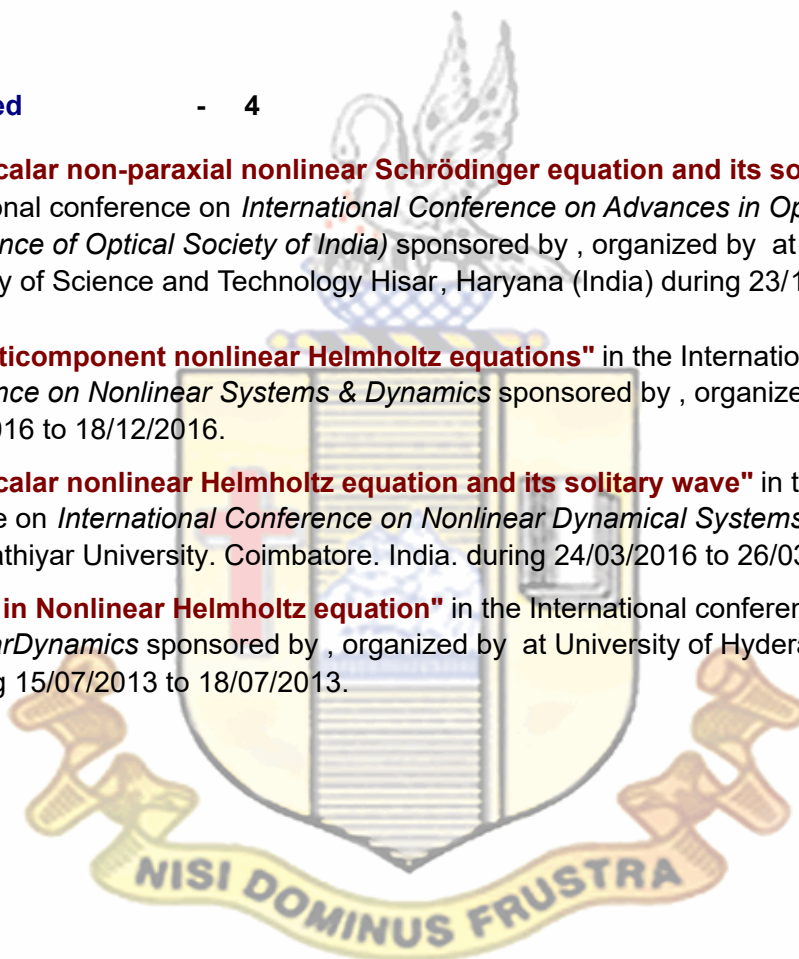 ed - 4
calar non-paraxial nonlinear Schrödinger equation and its so
onal conference on International Conference on Advances in Op
nce of Optical Society of India) sponsored by , organized by at
y of Science and Technology Hisar, Haryana (India) during 23/1
ticomponent nonlinear Helmholtz equations" in the Internatio
nce on Nonlinear Systems & Dynamics sponsored by , organize
016 to 18/12/2016.
calar nonlinear Helmholtz equation and its solitary wave" in t
e on International Conference on Nonlinear Dynamical Systems
athiyar University. Coimbatore. India. during 24/03/2016 to 26/03
in Nonlinear Helmholtz equation" in the International conferen
arDynamics sponsored by , organized by at University of Hydera
g 15/07/2013 to 18/07/2013.
NISI DOMINUS FRUSTRA